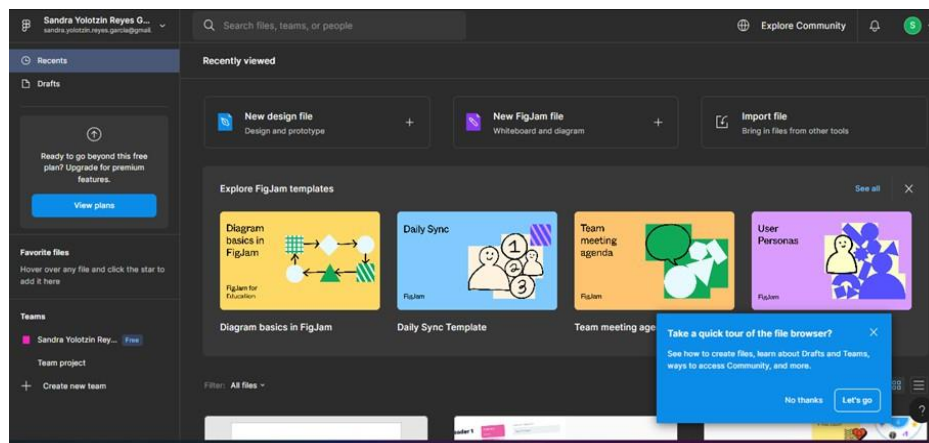 Sandra Yolotzin Reyes G...
sandra.yolotzin.reyes.garcia@gmail
Search files, teams, or people
Explore Community
S
Recents
Drafts
Ready to go beyond this free
plan? Upgrade for premium
features.
View plans
Favorite files
Hover over any file and click the star to
add it here
Teams
Sandra Yolotzin Rey...
Free
Team project
Create new team
Recently viewed
New design file
Design and prototype
New FigJam file
Whiteboard and diagram
Import file
Bring in files from other tools
Explore FigJam templates
See all
Diagram
basics in
FigJam
FigJam for
Education
Diagram basics in FigJam
Daily Sync
1
2
3
FigJam
Daily Sync Template
Team
meeting
agenda
FigJam
Team meeting age
User
Personas
FigJam
Take a quick tour of the file browser?
See how to create files, learn about Drafts and Teams,
ways to access Community, and more.
No thanks
Let's go
Filter: All files
eader 1
?